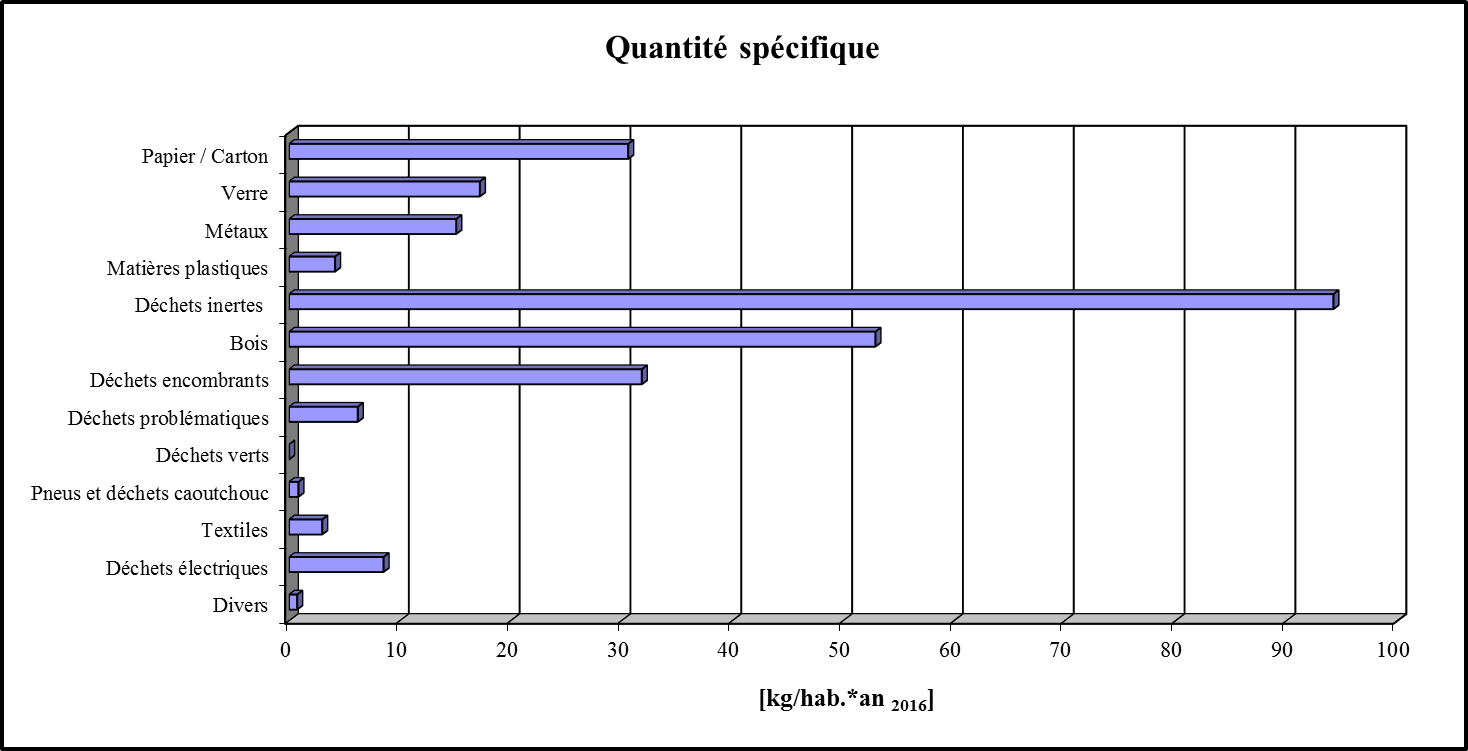 Quantité spécifique
Papier / Carton
Verre
Métaux
Matières plastiques
Déchets inertes
Bois
Déchets encombrants
Déchets problématiques
Déchets verts
Pneus et déchets caoutchouc
Textiles
Déchets électriques
Divers
0 10 20 30 40 50 60 70 80 90 100
[kg/hab.*an 2016]